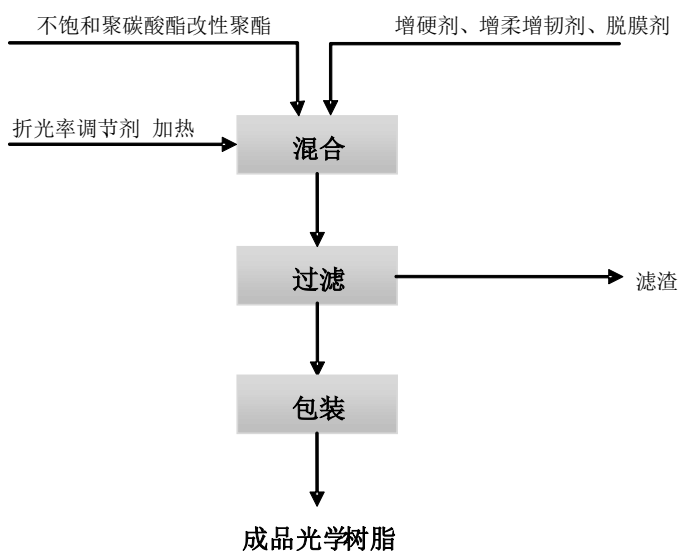 不饱和聚碳酸酯改性聚酯
增硬剂、增柔增韧剂、脱膜剂
折光率调节剂 加热
混合
过滤
滤渣
包装
成品光学树脂